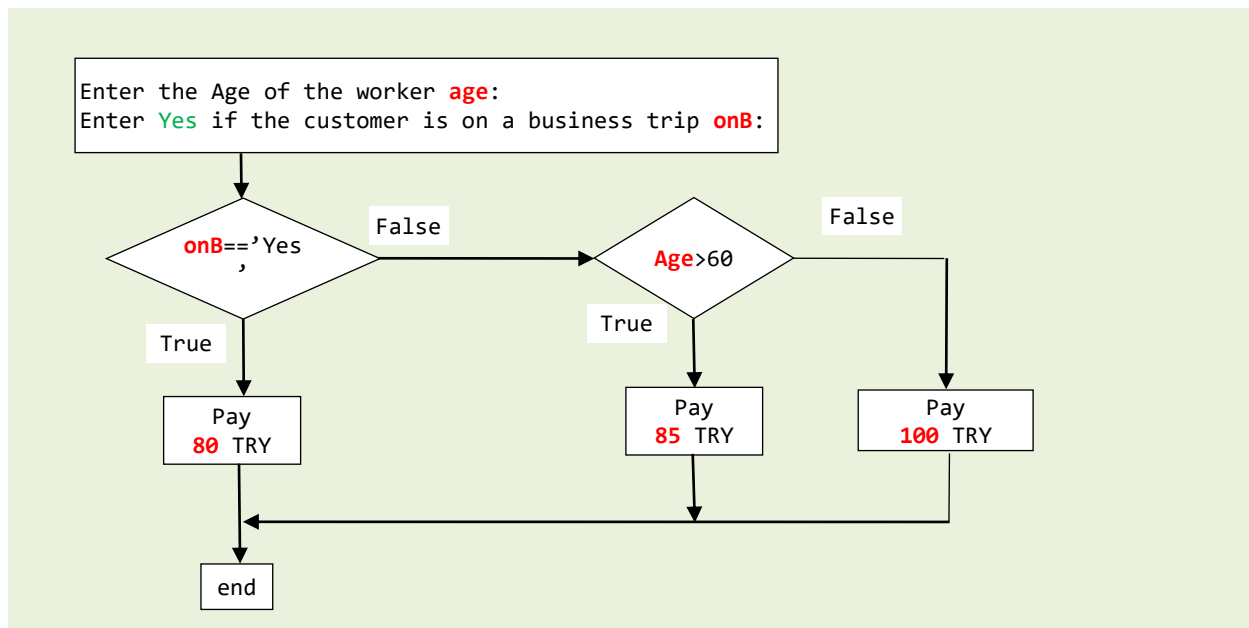 Enter the Age of the worker age:
Enter Yes if the customer is on a business trip onB:
onB==’Yes
’
False
Age>60
False
True
True
Pay
80 TRY
Pay
85 TRY
Pay
100 TRY
end